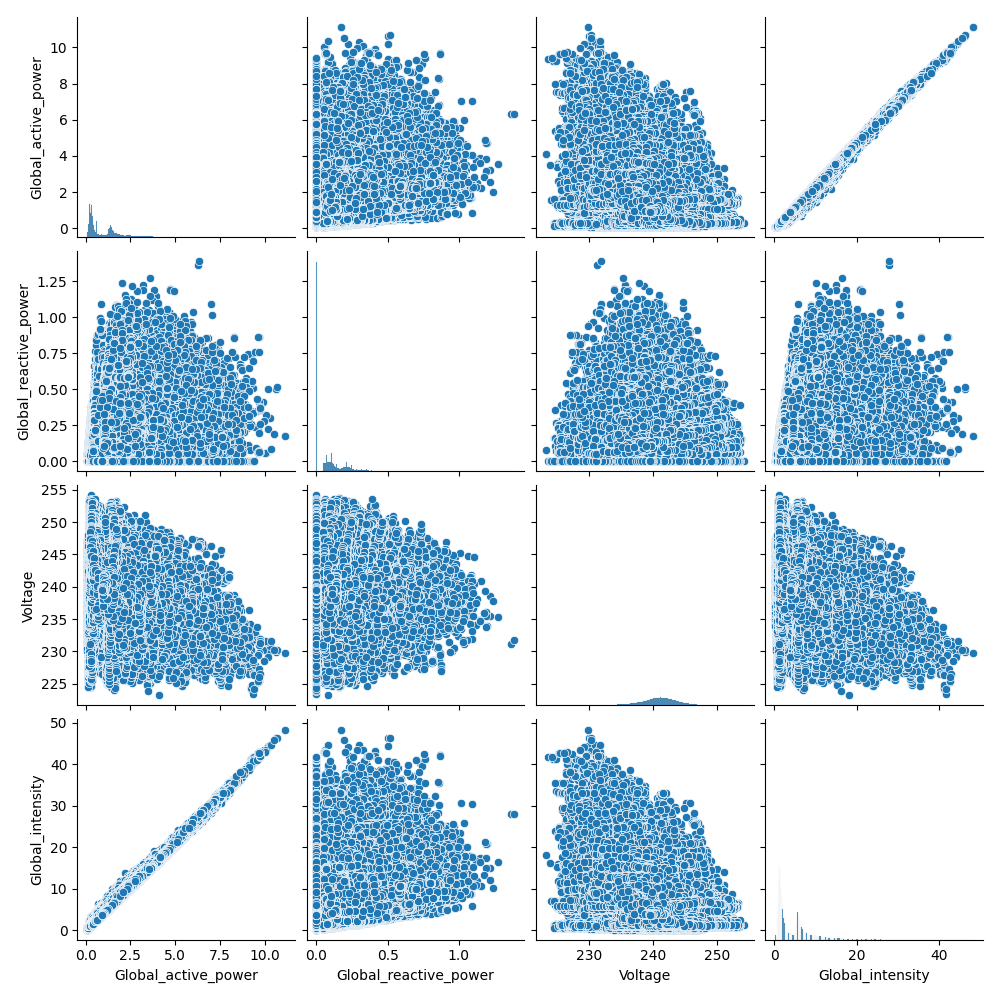 Global_active_power
10
8
6
4
2
0
Global_reactive_power
1.25
1.00
0.75
0.50
0.25
0.00
Voltage
255
250
245
240
235
230
225
Global_intensity
50
40
30
20
10
0
0.0 2.5 5.0 7.5 10.0
0.0 0.5 1.0
230 240 250
0 20 40
Global_active_power
Global_reactive_power
Voltage
Global_intensity